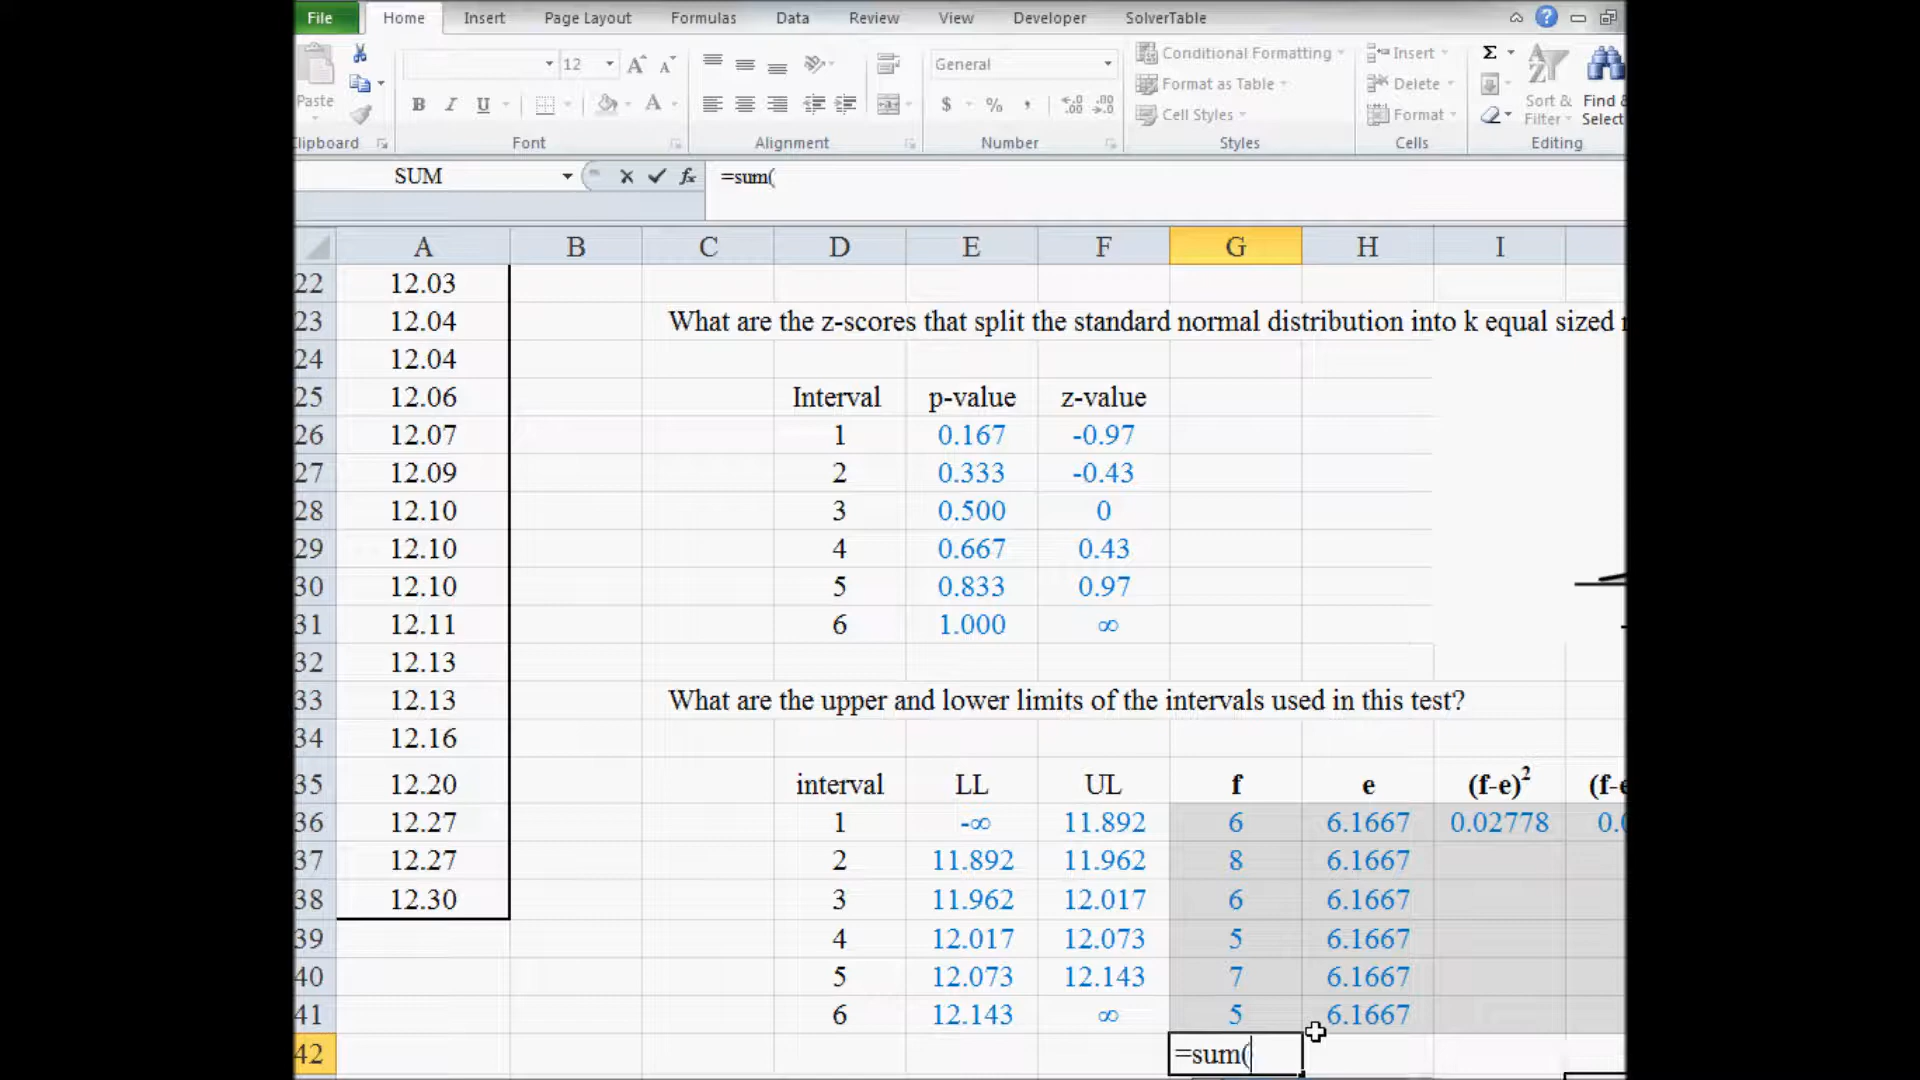 File Home Insert Page Layout Formulas Data Review View Developer SolverTable
Paste
12
General
Conditional Formatting
Format as Table
Cell Styles
Insert
Delete
Format
Sort & Filter
Find & Select
lipboard Font Alignment Number Styles Cells Editing
SUM =sum(
A B C D E F G H I
22 12.03
23 12.04 What are the z-scores that split the standard normal distribution into k equal sized
24 12.04
25 12.06 Interval p-value z-value
26 12.07 1 0.167 -0.97
27 12.09 2 0.333 -0.43
28 12.10 3 0.500 0
29 12.10 4 0.667 0.43
30 12.10 5 0.833 0.97
31 12.11 6 1.000 ∞
32 12.13
33 12.13 What are the upper and lower limits of the intervals used in this test?
34 12.16
35 12.20 interval LL UL f e (f-e)² (f-e
36 12.27 1 -∞ 11.892 6 6.1667 0.02778 0.0
37 12.27 2 11.892 11.962 8 6.1667
38 12.30 3 11.962 12.017 6 6.1667
39 4 12.017 12.073 5 6.1667
40 5 12.073 12.143 7 6.1667
41 6 12.143 ∞ 5 6.1667
42 =sum(